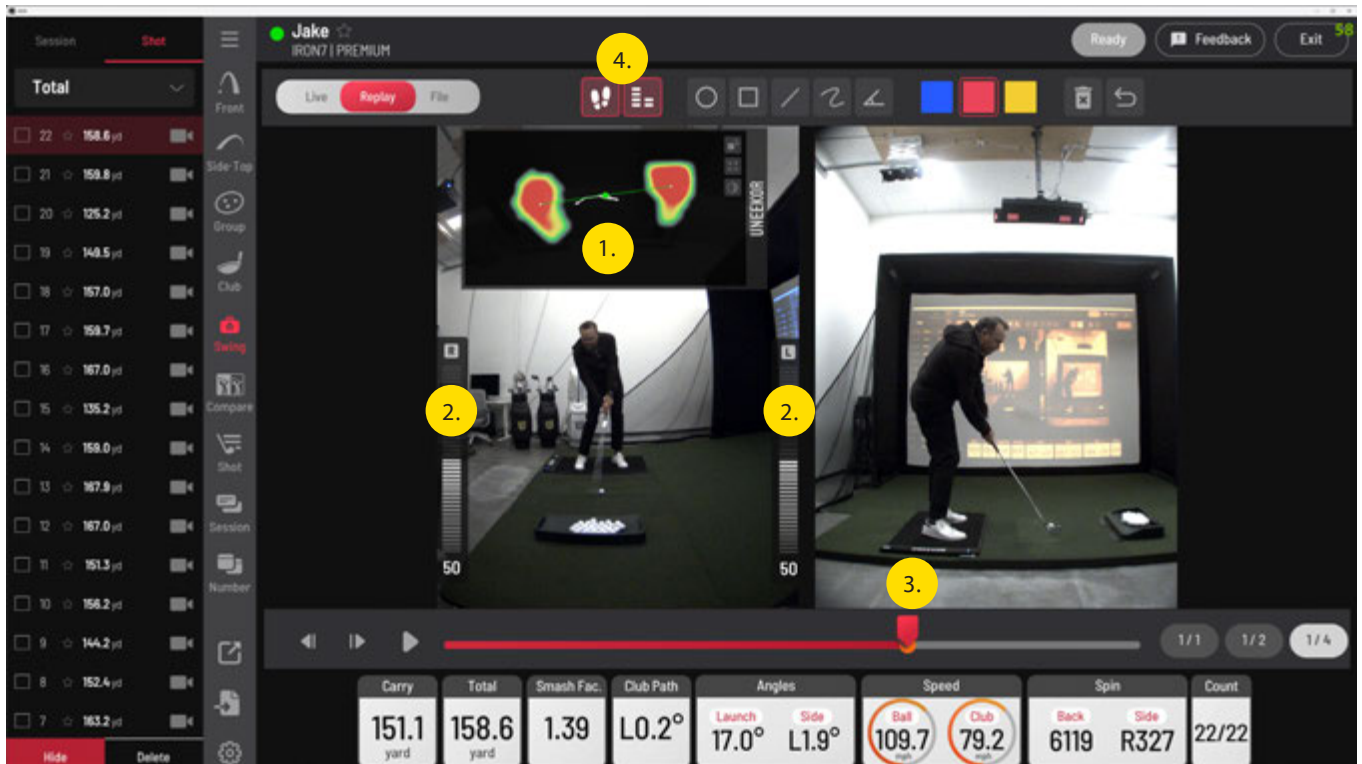 58
Session Shot
Total
22 158.6 yd
21 159.8 yd
20 125.2 yd
19 149.5 yd
18 157.0 yd
17 159.7 yd
16 167.0 yd
15 135.2 yd
14 159.0 yd
13 167.9 yd
12 167.0 yd
11 151.3 yd
10 156.2 yd
9 144.2 yd
8 152.4 yd
7 163.2 yd
Hide Delete
Front
Side-Top
Group
Club
Swing
Compare
Shot
Session
Number
Jake
IRON7 | PREMIUM
Ready Feedback Exit
Live Replay File
4.
UNEEKOR
1.
R
L
2.
2.
50
50
3.
1/1 1/2 1/4
Carry
151.1
yard
Total
158.6
yard
Smash Fac.
1.39
Club Path
L0.2°
Angles
Launch Side
17.0° L1.9°
Speed
Ball Club
109.7 79.2
mph mph
Spin
Back Side
6119 R327
Count
22/22